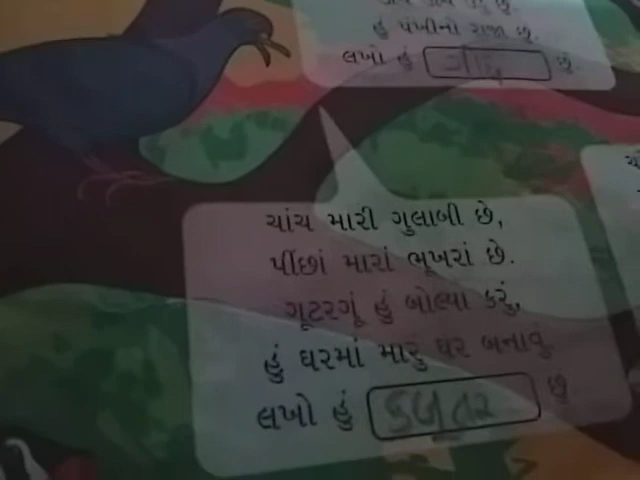 હું પંખીનો રાજા છું.
લખો હું છું.
ચાંચ મારી ગુલાબી છે,
પીંછાં મારાં ભૂખરાં છે.
ગૂટરગૂં હું બોલ્યા કરું,
હું ઘરમાં મારું ઘર બનાવું.
લખો હું કબુતર છું